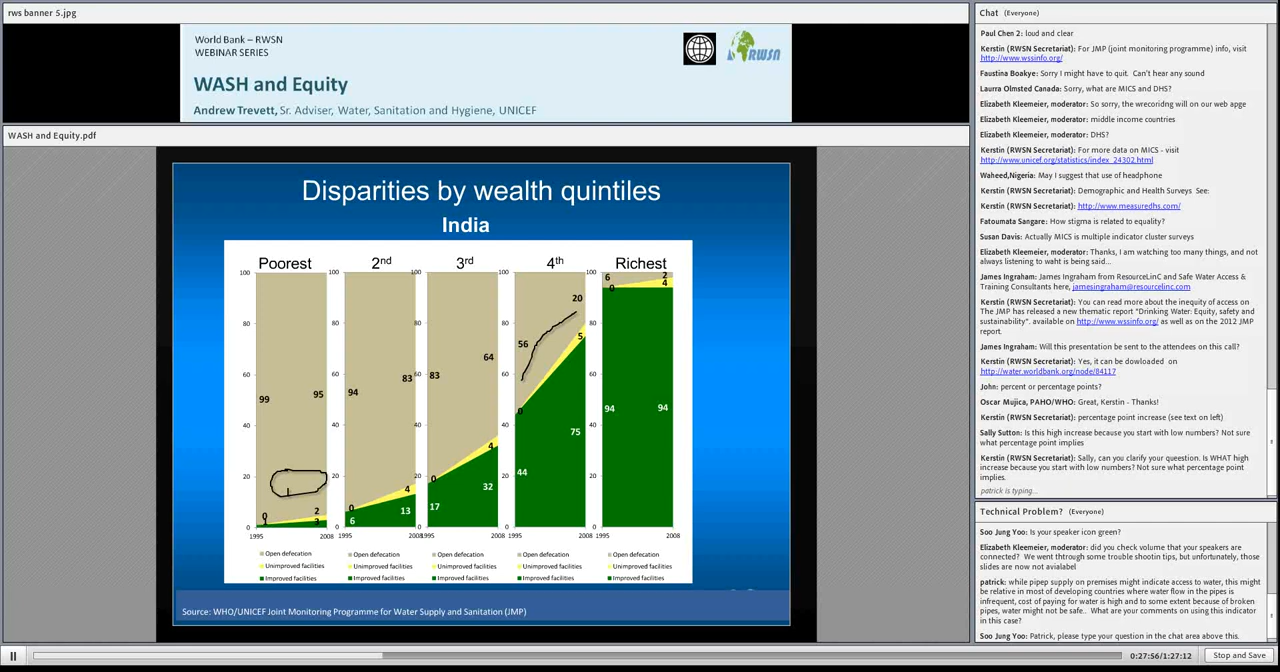 rws banner 5.jpg
World Bank – RWSN
WEBINAR SERIES
RWSN
WASH and Equity
Andrew Trevett, Sr. Adviser, Water, Sanitation and Hygiene, UNICEF
WASH and Equity.pdf
Disparities by wealth quintiles
India
Poorest 2nd 3rd 4th Richest
100 100 100 100 100
80 80 80 80 80
60 60 60 60 60
40 40 40 40 40
20 20 20 20 20
0 0 0 0 0
99 95 94 83 83 64 56 20 6 2
0 2 0 4 0 4 0 5 0 4
1 3 6 13 17 32 44 75 94 94
1995 2008 1995 2008 1995 2008 1995 2008 1995 2008
Open defecation Open defecation Open defecation Open defecation Open defecation
Unimproved facilities Unimproved facilities Unimproved facilities Unimproved facilities Unimproved facilities
Improved facilities Improved facilities Improved facilities Improved facilities Improved facilities
Source: WHO/UNICEF Joint Monitoring Programme for Water Supply and Sanitation (JMP)
Chat (Everyone)
Paul Chen 2: loud and clear
Kerstin (RWSN Secretariat): For JMP (joint monitoring programme) info, visit
http://www.wssinfo.org/
Faustina Boakye: Sorry I might have to quit. Can't hear any sound
Laurra Olmsted Canada: Sorry, what are MICS and DHS?
Elizabeth Kleemeier, moderator: So sorry, the wrecoridng will on our web apge
Elizabeth Kleemeier, moderator: middle income countries
Elizabeth Kleemeier, moderator: DHS?
Kerstin (RWSN Secretariat): For more data on MICS - visit
http://www.unicef.org/statistics/index_24302.html
Waheed,Nigeria: May I suggest that use of headphone
Kerstin (RWSN Secretariat): Demographic and Health Surveys See:
Kerstin (RWSN Secretariat): http://www.measuredhs.com/
Fatoumata Sangare: How stigma is related to equality?
Susan Davis: Actually MICS is multiple indicator cluster surveys
Elizabeth Kleemeier, moderator: Thanks, I am watching too many things, and not
always listening to waht is being said...
James Ingraham: James Ingraham from ResourceLinC and Safe Water Access &
Training Consultants here, jamesingraham@resourcelinc.com
Kerstin (RWSN Secretariat): You can read more about the inequity of access on
The JMP has released a new thematic report "Drinking Water: Equity, safety and
sustainability". available on http://www.wssinfo.org/ as well as on the 2012 JMP
report.
James Ingraham: Will this presentation be sent to the attendees on this call?
Kerstin (RWSN Secretariat): Yes, it can be dowloaded on
http://water.worldbank.org/node/84117
John: percent or percentage points?
Oscar Mujica, PAHO/WHO: Great, Kerstin - Thanks!
Kerstin (RWSN Secretariat): percentage point increase (see text on left)
Sally Sutton: Is this high increase because you start with low numbers? Not sure
what percentage point implies
Kerstin (RWSN Secretariat): Sally, can you clarify your question. Is WHAT high
increase because you start with low numbers? Not sure what percentage point
implies.
patrick is typing...
Technical Problem? (Everyone)
Soo Jung Yoo: Is your speaker icon green?
Elizabeth Kleemeier, moderator: did you check volume that your speakers are
connected? We went thtrough some trouble shootin tips, but unfortunately, those
slides are now not avialabel
patrick: while pipep supply on premises might indicate access to water, this might
be relative in most of developing countries where water flow in the pipes is
infrequent, cost of paying for water is high and to some extent because of broken
pipes, water might not be safe.. What are your comments on using this indicator
in this case?
Soo Jung Yoo: Patrick, please type your question in the chat area above this.
0:27:56/1:27:12
Stop and Save